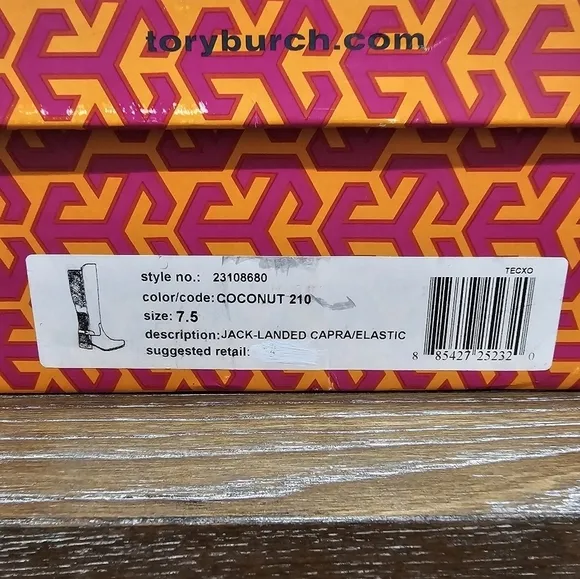 toryburch.com
TECXO
style no.: 23108680
color/code: COCONUT 210
size: 7.5
description: JACK-LANDED CAPRA/ELASTIC
suggested retail:
8 85427 25232 0